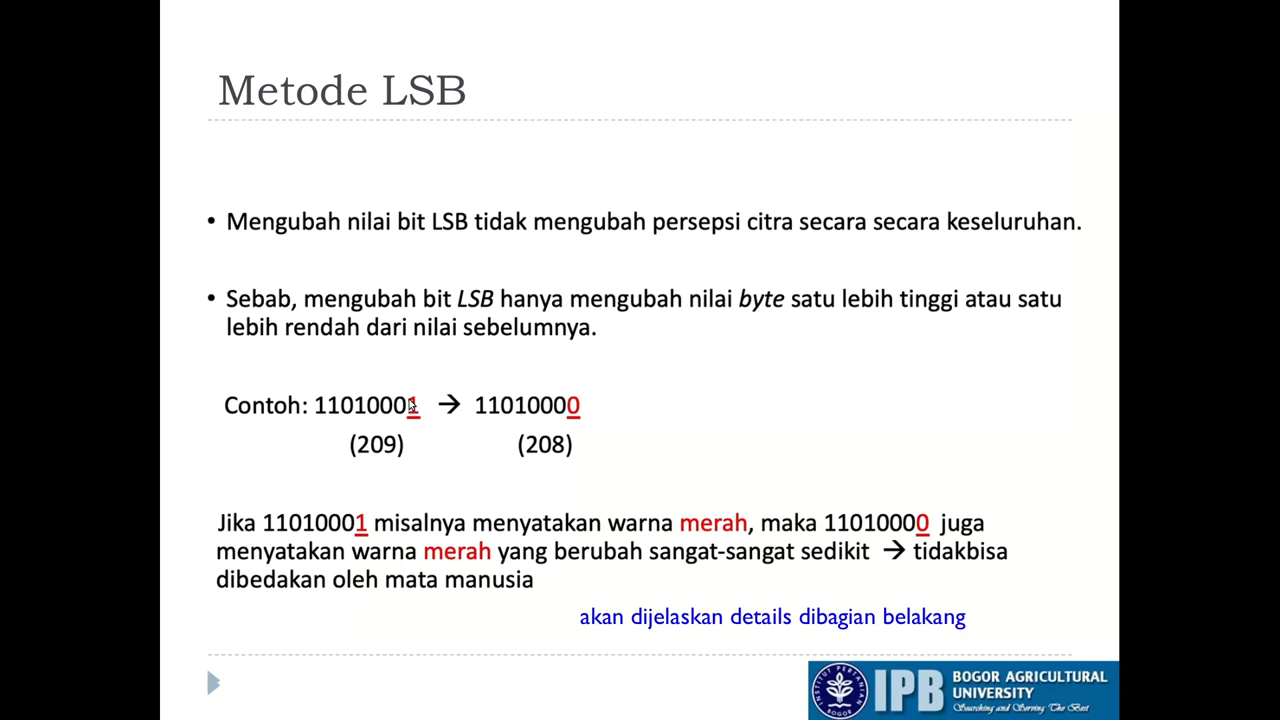 Metode LSB
• Mengubah nilai bit LSB tidak mengubah persepsi citra secara secara keseluruhan.
• Sebab, mengubah bit LSB hanya mengubah nilai byte satu lebih tinggi atau satu
lebih rendah dari nilai sebelumnya.
Contoh: 11010001 → 11010000
(209) (208)
Jika 11010001 misalnya menyatakan warna merah, maka 11010000 juga
menyatakan warna merah yang berubah sangat-sangat sedikit → tidakbisa
dibedakan oleh mata manusia
akan dijelaskan details dibagian belakang
INSTITUT PERTANIAN
BOGOR
IPB
BOGOR AGRICULTURAL
UNIVERSITY
Searching and Serving The Best